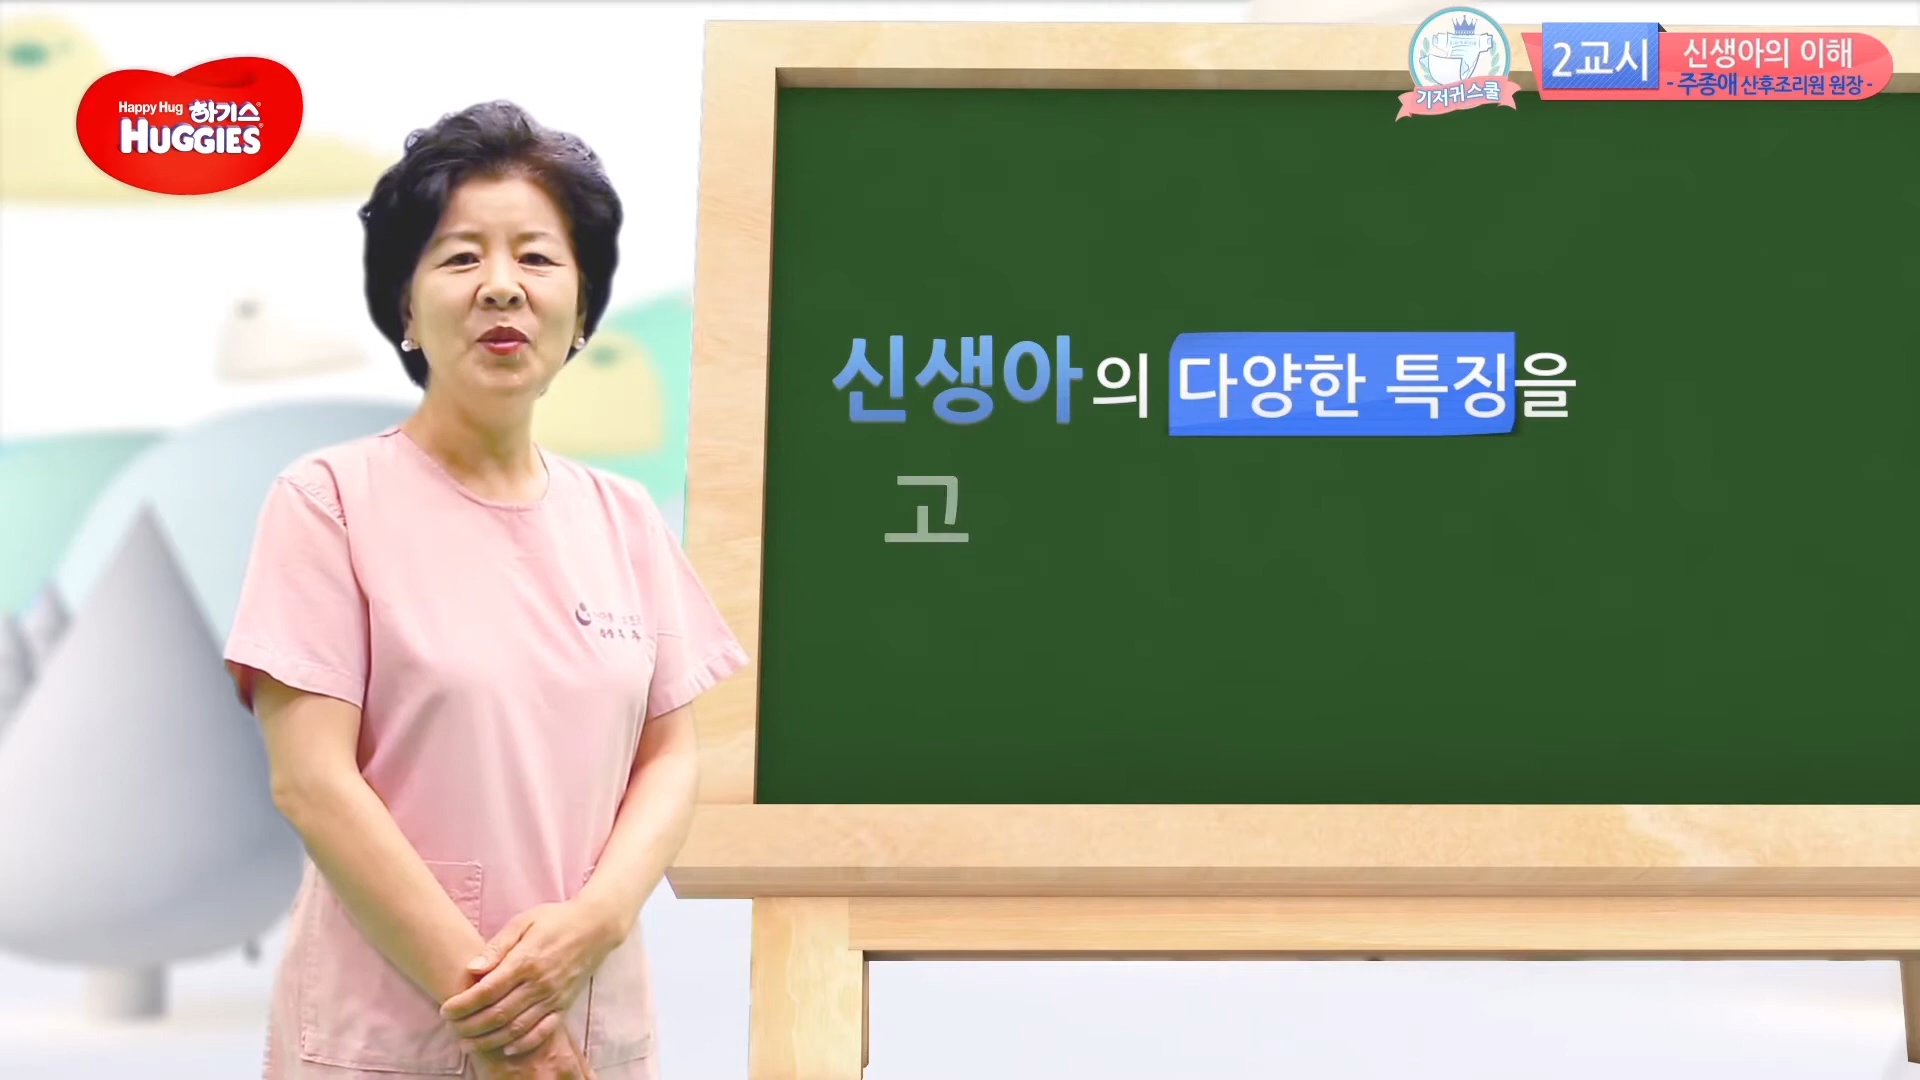 Happy Hug 하기스
HUGGIES
기저귀스쿨
2교시
신생아의 이해
- 주종애 산후조리원 원장 -
신생아의 다양한 특징을
고